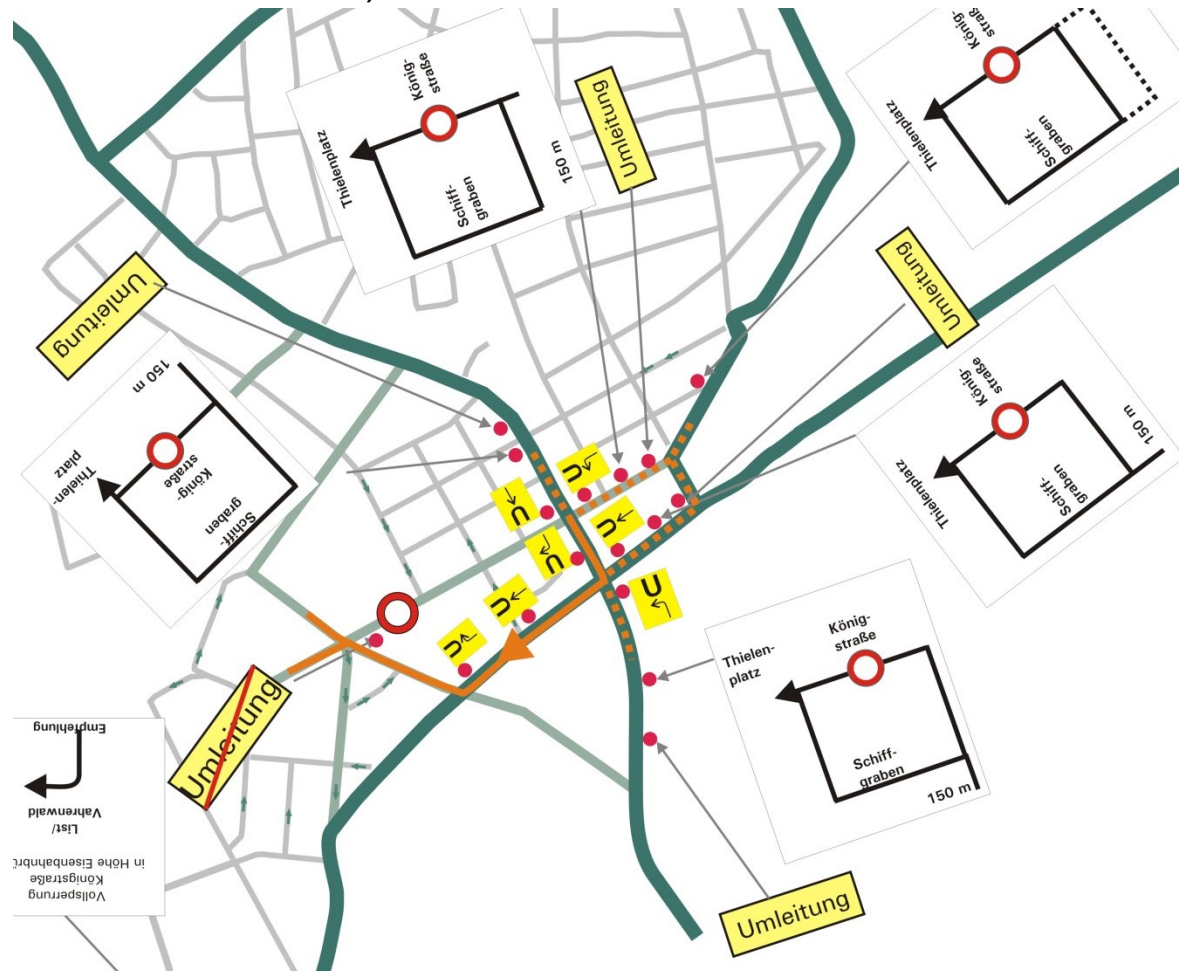 König-
straße
Thielenplatz
Schiff-
graben
150 m
Umleitung
König-
straße
Thielenplatz
Schiff-
graben
Umleitung
Umleitung
150 m
Thielen-
platz
König-
straße
Schiff-
graben
König-
straße
Thielenplatz
Schiff-
graben
150 m
U
U
U
U
U
U
U
Thielen-
platz
König-
straße
Schiff-
graben
150 m
Umleitung
Umleitung
Vollsperrung
Königstraße
in Höhe
List/
Vahrenwald
Empfehlung